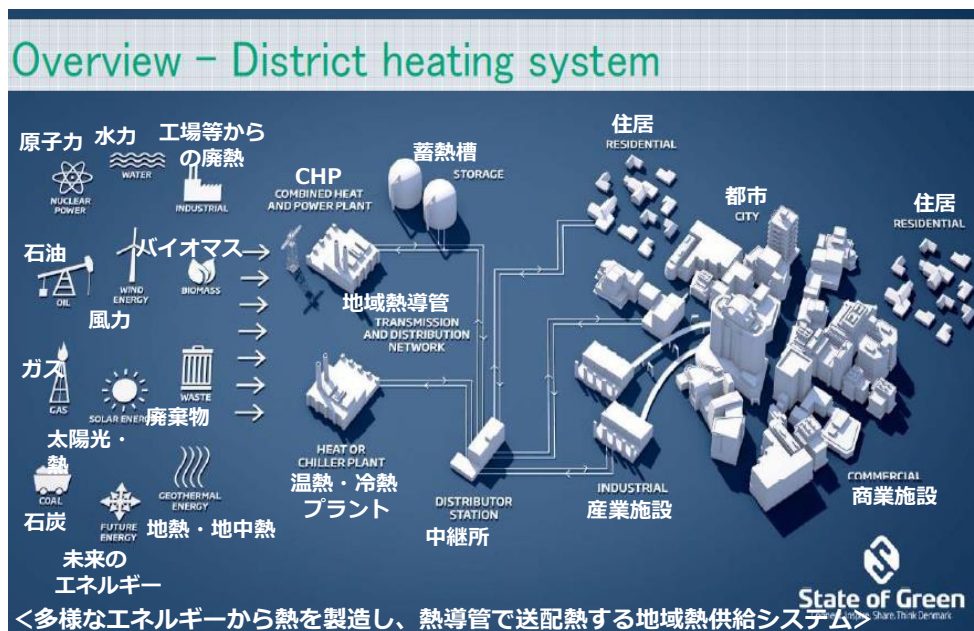 Overview – District heating system
原子力
NUCLEAR
POWER
水力
WATER
工場等から
の廃熱
INDUSTRIAL
石油
OIL
WIND
ENERGY
風力
バイオマス
BIOMASS
ガス
GAS
SOLAR ENERGY
太陽光・
熱
WASTE
廃棄物
COAL
石炭
FUTURE
ENERGY
未来の
エネルギー
GEOTHERMAL
ENERGY
地熱・地中熱
CHP
COMBINED HEAT
AND POWER PLANT
蓄熱槽
STORAGE
地域熱導管
TRANSMISSION
AND DISTRIBUTION
NETWORK
HEAT OR
CHILLER PLANT
温熱・冷熱
プラント
DISTRIBUTOR
STATION
中継所
住居
RESIDENTIAL
都市
CITY
住居
RESIDENTIAL
INDUSTRIAL
産業施設
COMMERCIAL
商業施設
State of Green
Share. Think Denmark
<多様なエネルギーから熱を製造し、熱導管で送配熱する地域熱供給システム>